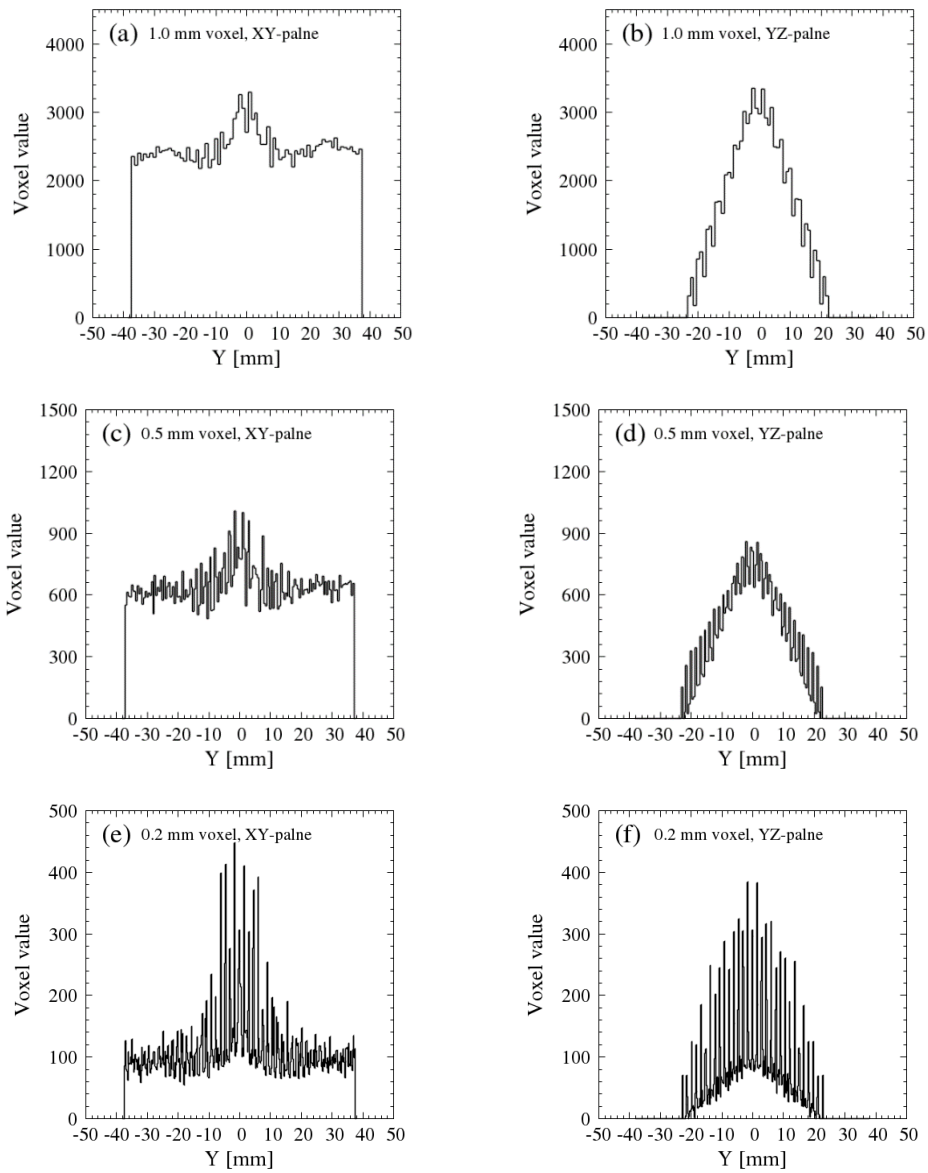 (a) 1.0 mm voxel, XY-palne
Voxel value
4000
3000
2000
1000
0
-50 -40 -30 -20 -10 0 10 20 30 40 50
Y [mm]
(b) 1.0 mm voxel, YZ-palne
Voxel value
4000
3000
2000
1000
0
-50 -40 -30 -20 -10 0 10 20 30 40 50
Y [mm]
(c) 0.5 mm voxel, XY-palne
Voxel value
1500
1200
900
600
300
0
-50 -40 -30 -20 -10 0 10 20 30 40 50
Y [mm]
(d) 0.5 mm voxel, YZ-palne
Voxel value
1500
1200
900
600
300
0
-50 -40 -30 -20 -10 0 10 20 30 40 50
Y [mm]
(e) 0.2 mm voxel, XY-palne
Voxel value
500
400
300
200
100
0
-50 -40 -30 -20 -10 0 10 20 30 40 50
Y [mm]
(f) 0.2 mm voxel, YZ-palne
Voxel value
500
400
300
200
100
0
-50 -40 -30 -20 -10 0 10 20 30 40 50
Y [mm]